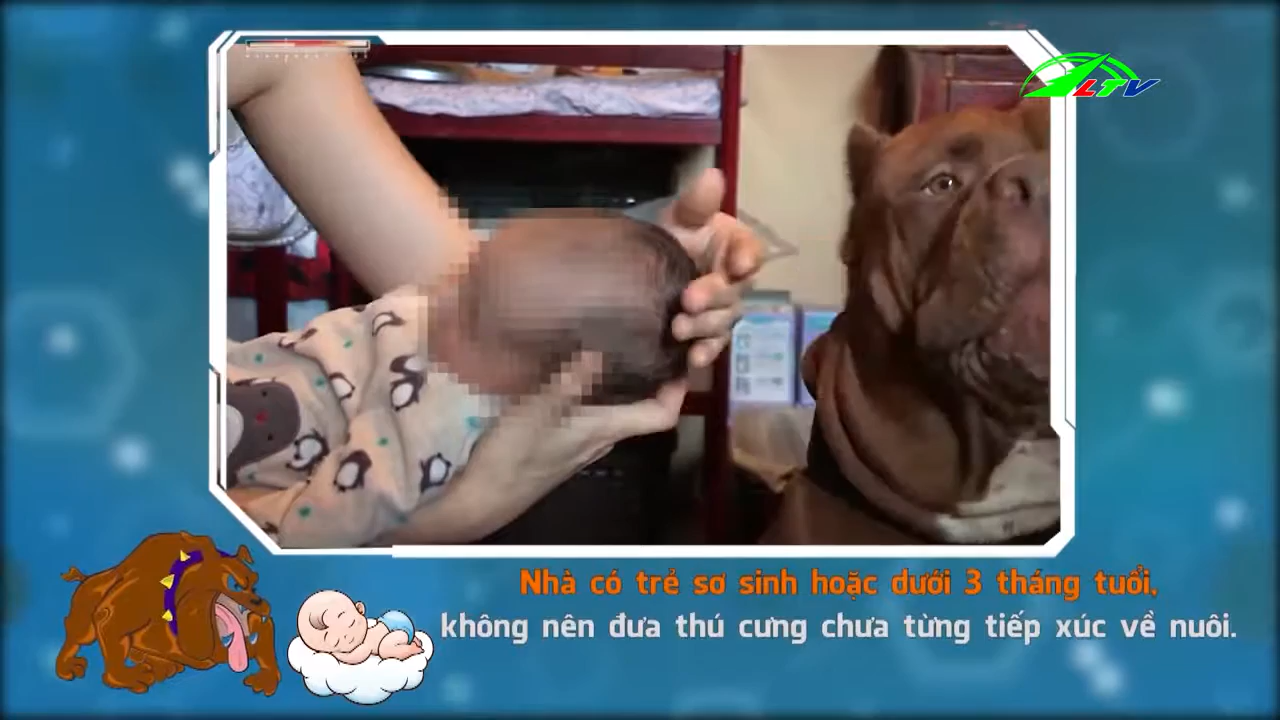 LTV
Nhà có trẻ sơ sinh hoặc dưới 3 tháng tuổi,
không nên đưa thú cưng chưa từng tiếp xúc về nuôi.